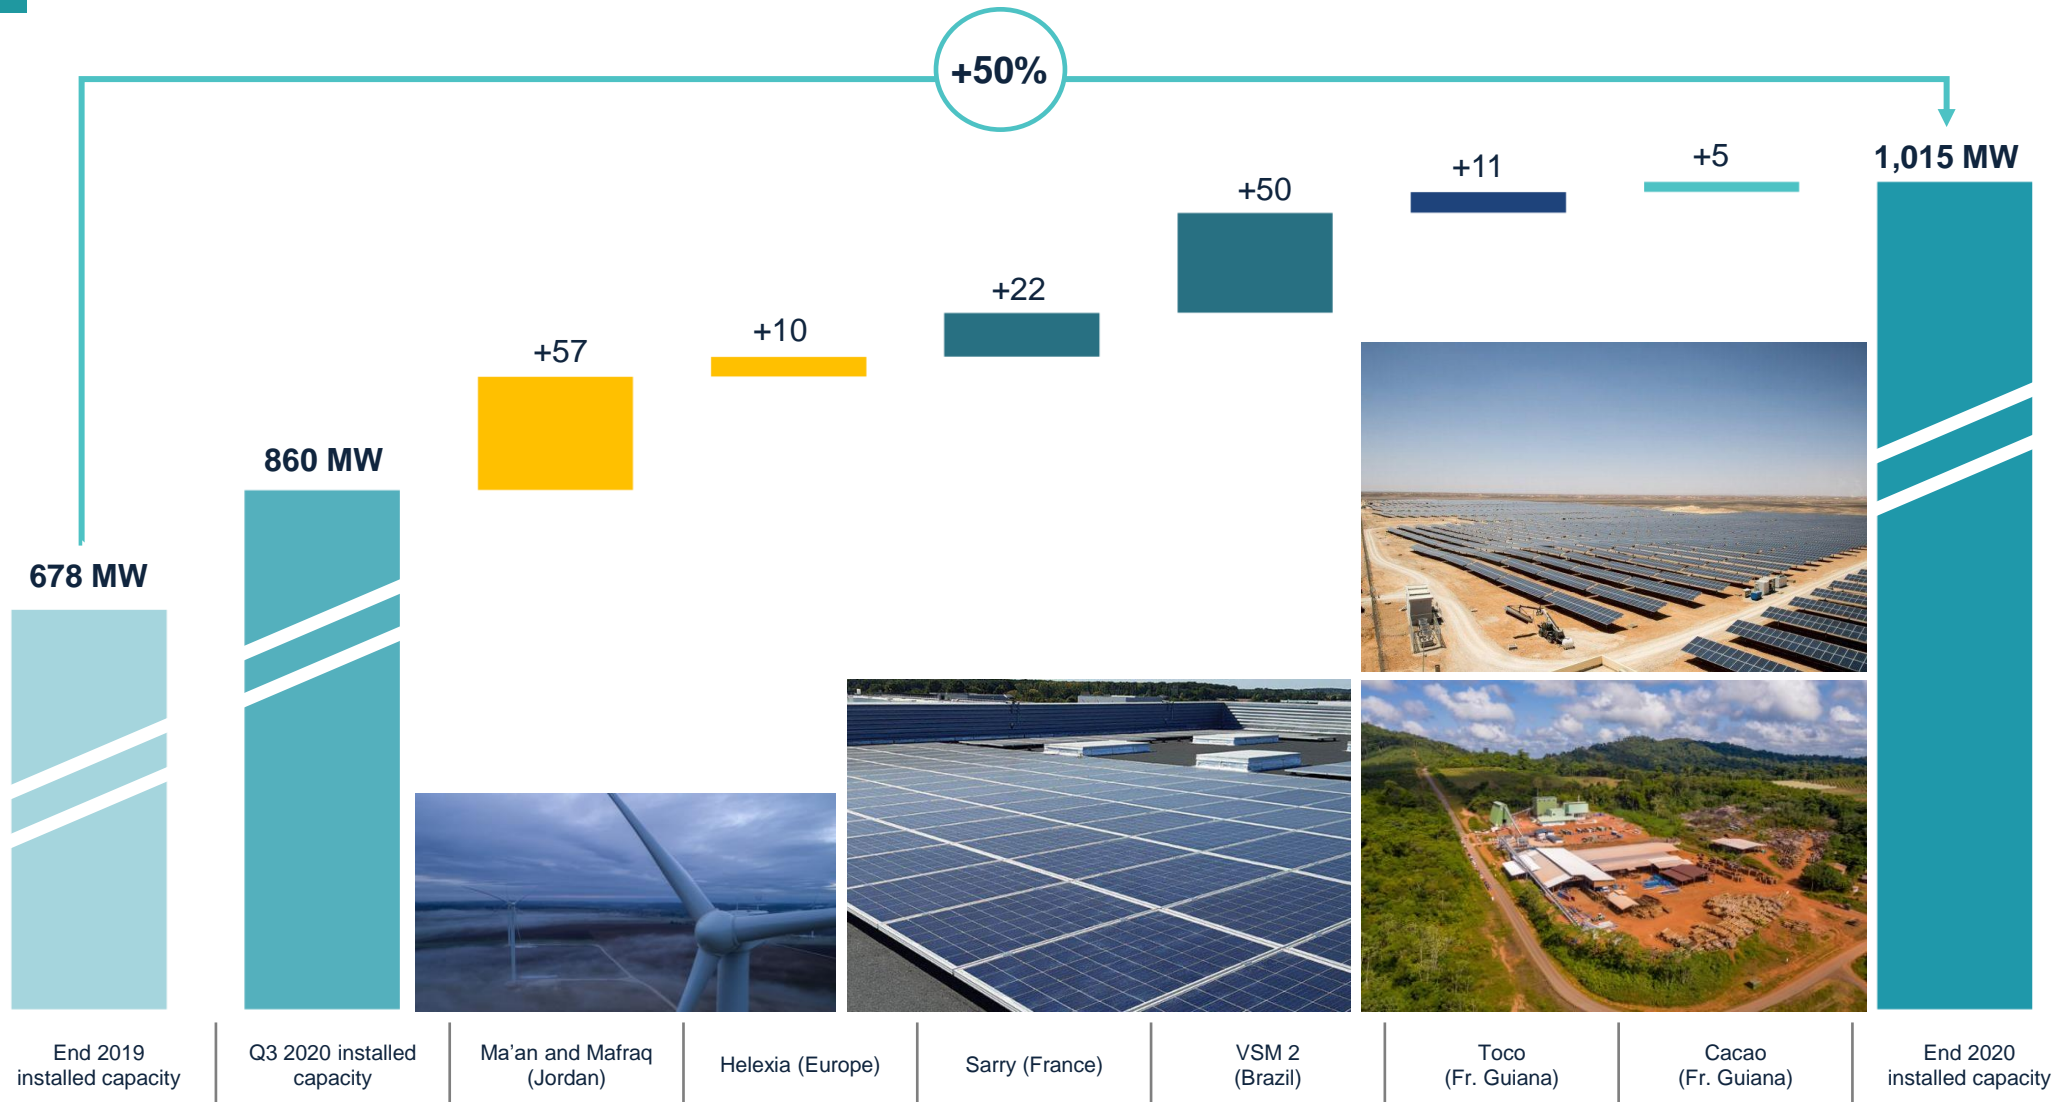 +50%
678 MW
860 MW
+57
+10
+22
+50
+11
+5
1,015 MW
End 2019
installed capacity
Q3 2020 installed
capacity
Ma'an and Mafraq
(Jordan)
Helexia (Europe)
Sarry (France)
VSM 2
(Brazil)
Toco
(Fr. Guiana)
Cacao
(Fr. Guiana)
End 2020
installed capacity